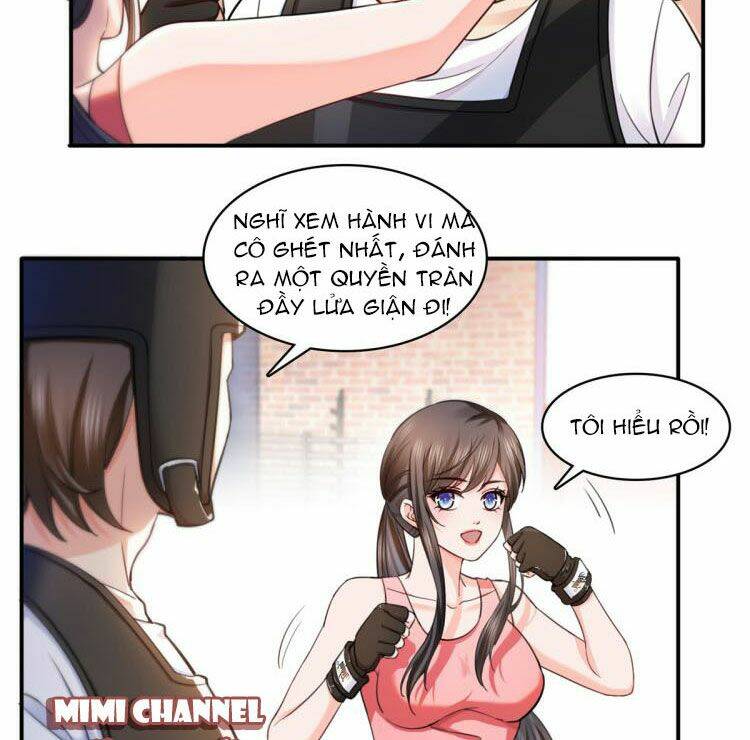 NGHĨ XEM HÀNH VI MÀ
CÔ GHÉT NHẤT, ĐÁNH
RA MỘT QUYỀN TRÀN
ĐẦY LỬA GIẬN ĐI!
TÔI HIỂU RỒI!
MIMI CHANNEL